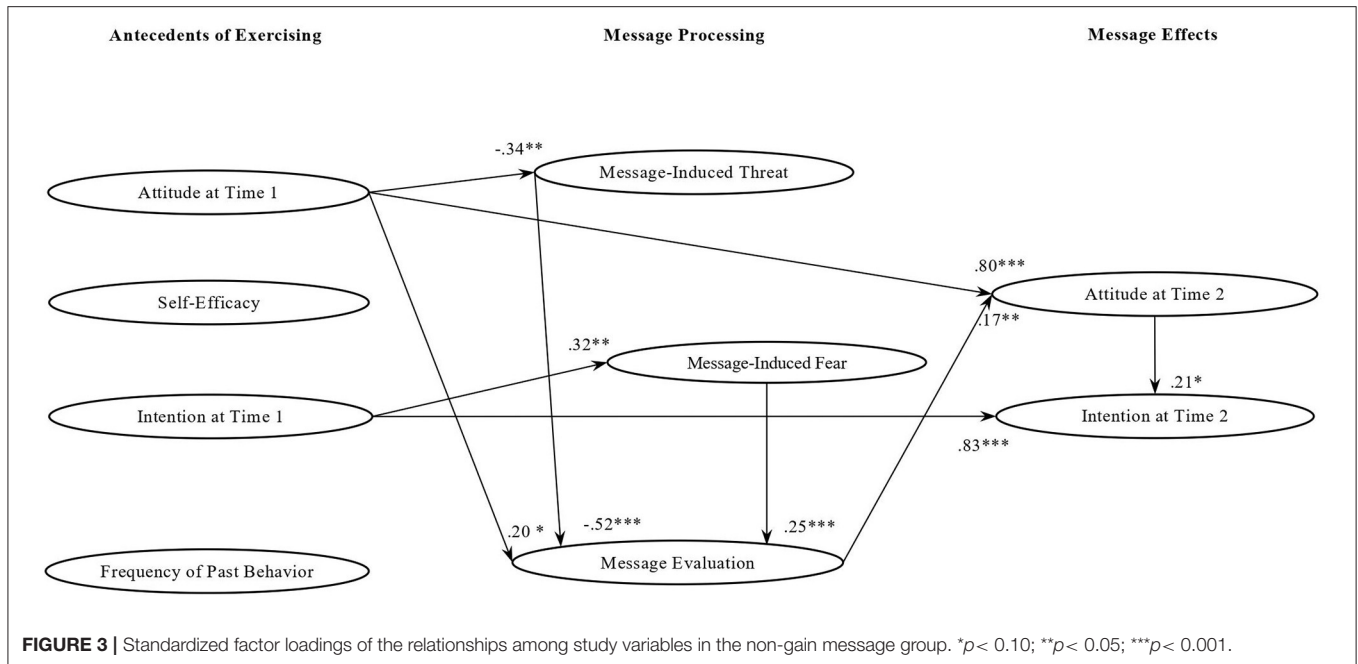 Antecedents of Exercising
Message Processing
Message Effects
-.34**
Message-Induced Threat
Attitude at Time 1
.80***
Attitude at Time 2
Self-Efficacy
.17**
.32**
Message-Induced Fear
.21*
Intention at Time 1
Intention at Time 2
.83***
.20 *
-.52***
.25***
Message Evaluation
Frequency of Past Behavior
FIGURE 3 | Standardized factor loadings of the relationships among study variables in the non-gain message group. *p< 0.10; **p< 0.05; ***p< 0.001.